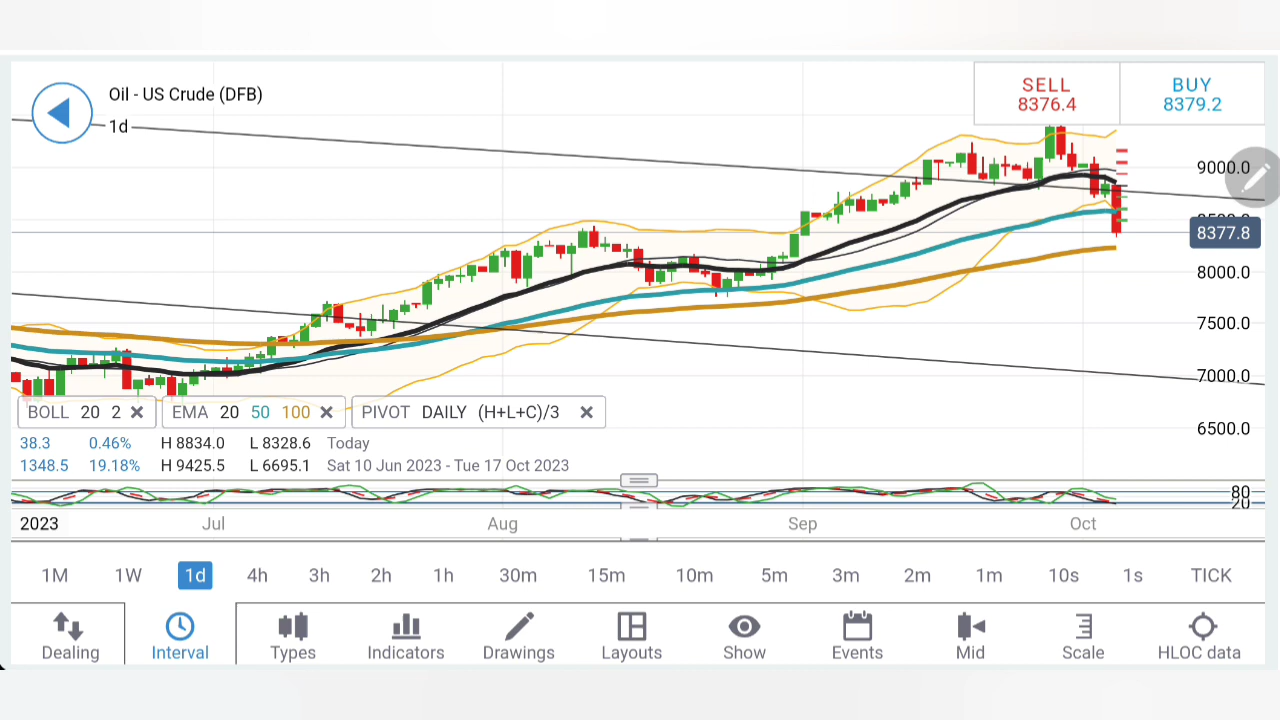 Oil - US Crude (DFB)
1d
SELL
8376.4
BUY
8379.2
9000.0
8500.0
8377.8
8000.0
7500.0
7000.0
6500.0
BOLL 20 2
EMA 20 50 100
PIVOT DAILY (H+L+C)/3
38.3 0.46% H 8834.0 L 8328.6 Today
1348.5 19.18% H 9425.5 L 6695.1 Sat 10 Jun 2023 - Tue 17 Oct 2023
80
20
2023 Jul Aug Sep Oct
1M 1W 1d 4h 3h 2h 1h 30m 15m 10m 5m 3m 2m 1m 10s 1s TICK
Dealing Interval Types Indicators Drawings Layouts Show Events Mid Scale HLOC data